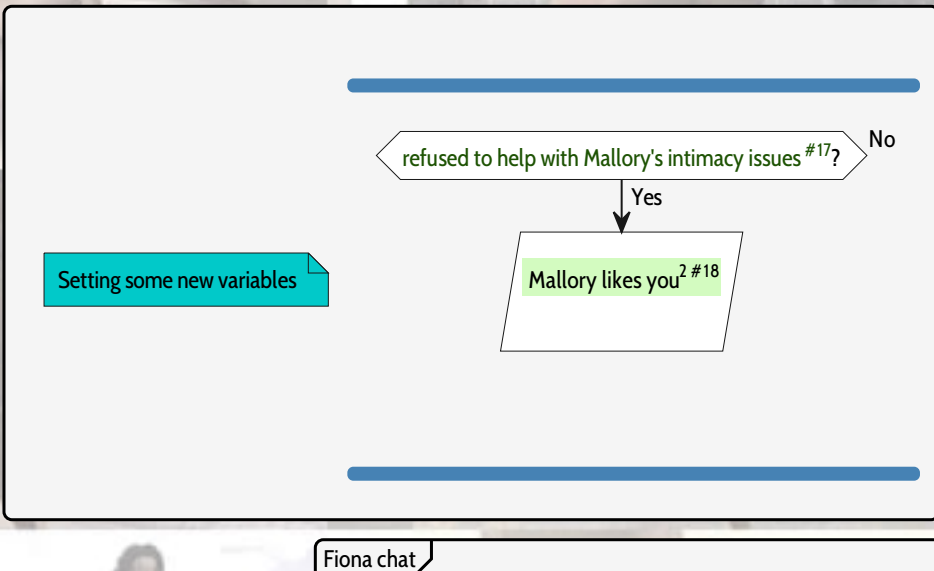 refused to help with Mallory's intimacy issues #17?
No
Yes
Setting some new variables
Mallory likes you2 #18
Fiona chat